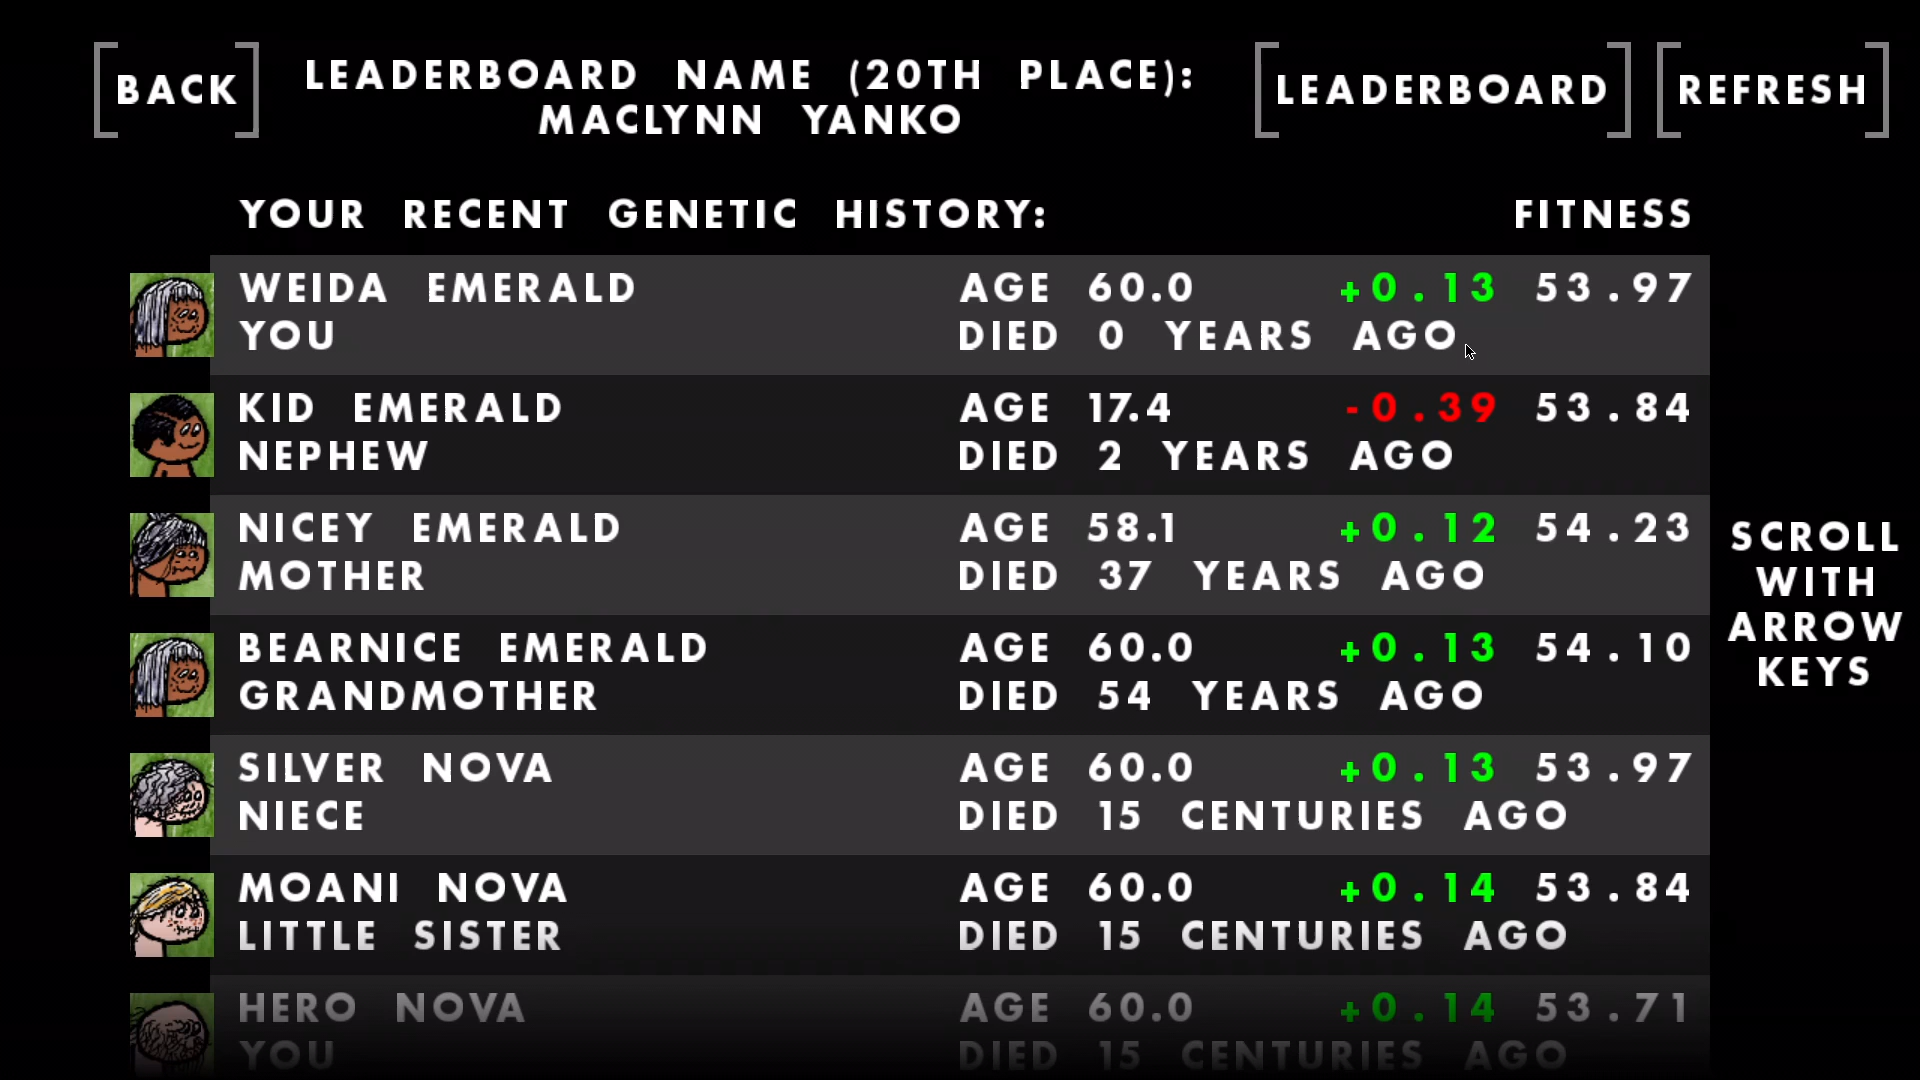 BACK
LEADERBOARD NAME (20TH PLACE):
MACLYNN YANKO
LEADERBOARD
REFRESH
YOUR RECENT GENETIC HISTORY: FITNESS
WEIDA EMERALD AGE 60.0 +0.13 53.97
YOU DIED 0 YEARS AGO
KID EMERALD AGE 17.4 -0.39 53.84
NEPHEW DIED 2 YEARS AGO
NICEY EMERALD AGE 58.1 +0.12 54.23
MOTHER DIED 37 YEARS AGO
BEARNICE EMERALD AGE 60.0 +0.13 54.10
GRANDMOTHER DIED 54 YEARS AGO
SILVER NOVA AGE 60.0 +0.13 53.97
NIECE DIED 15 CENTURIES AGO
MOANI NOVA AGE 60.0 +0.14 53.84
LITTLE SISTER DIED 15 CENTURIES AGO
HERO NOVA AGE 60.0 +0.14 53.71
YOU DIED 15 CENTURIES AGO
SCROLL
WITH
ARROW
KEYS